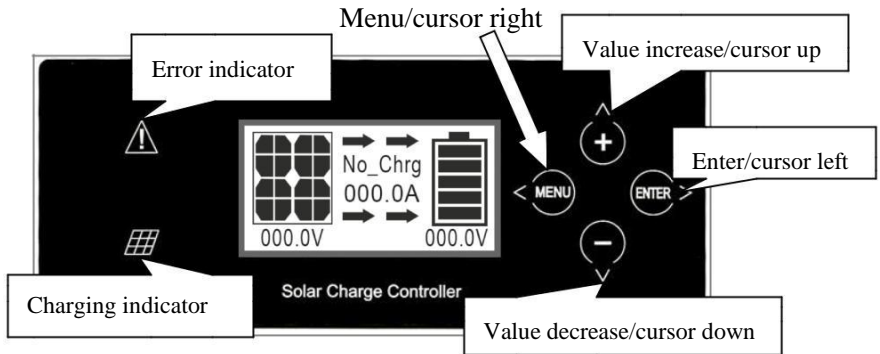 Menu/cursor right
Value increase/cursor up
Error indicator
No_Chrg
000.0A
000.0V
000.0V
< MENU
ENTER >
Enter/cursor left
Charging indicator
Solar Charge Controller
Value decrease/cursor down